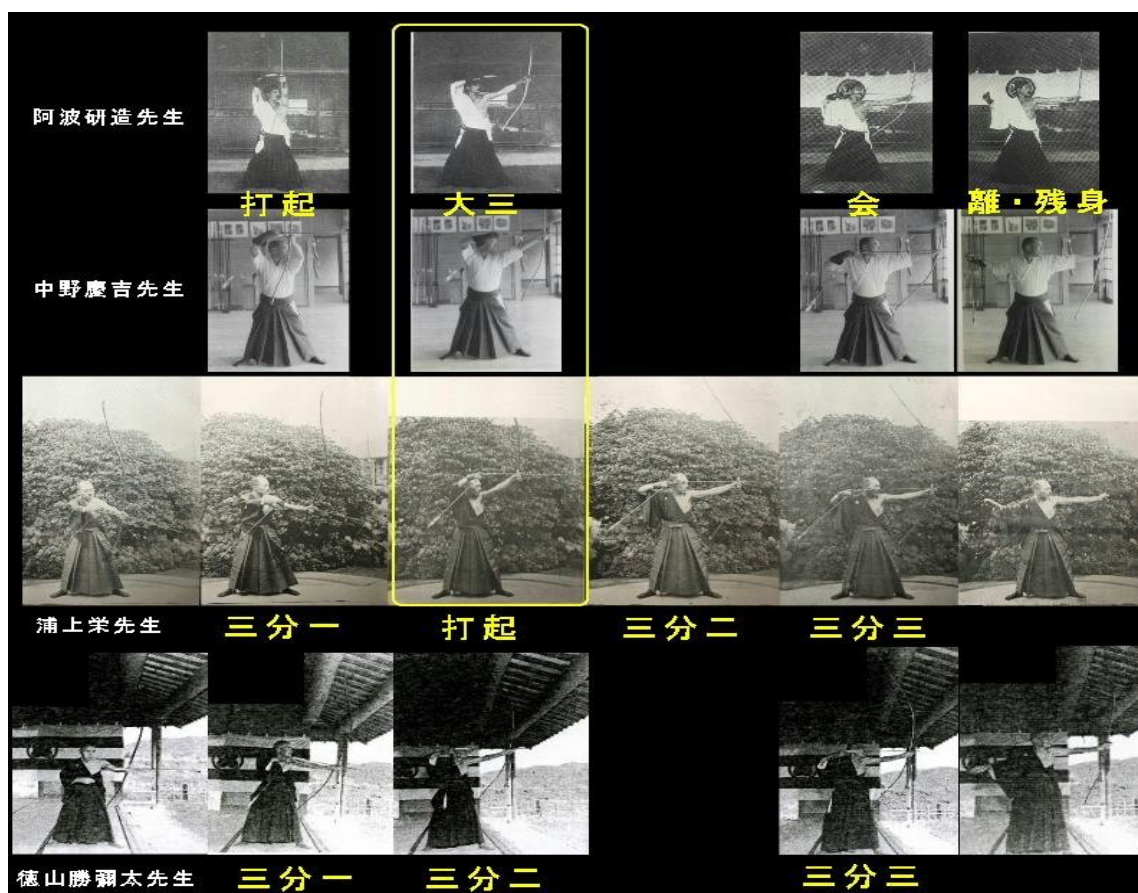 阿波研造先生
打起 大三 会 離・残身
中野慶吉先生
浦上栄先生 三分一 打起 三分二 三分三
徳山勝彌太先生 三分一 三分二 三分三